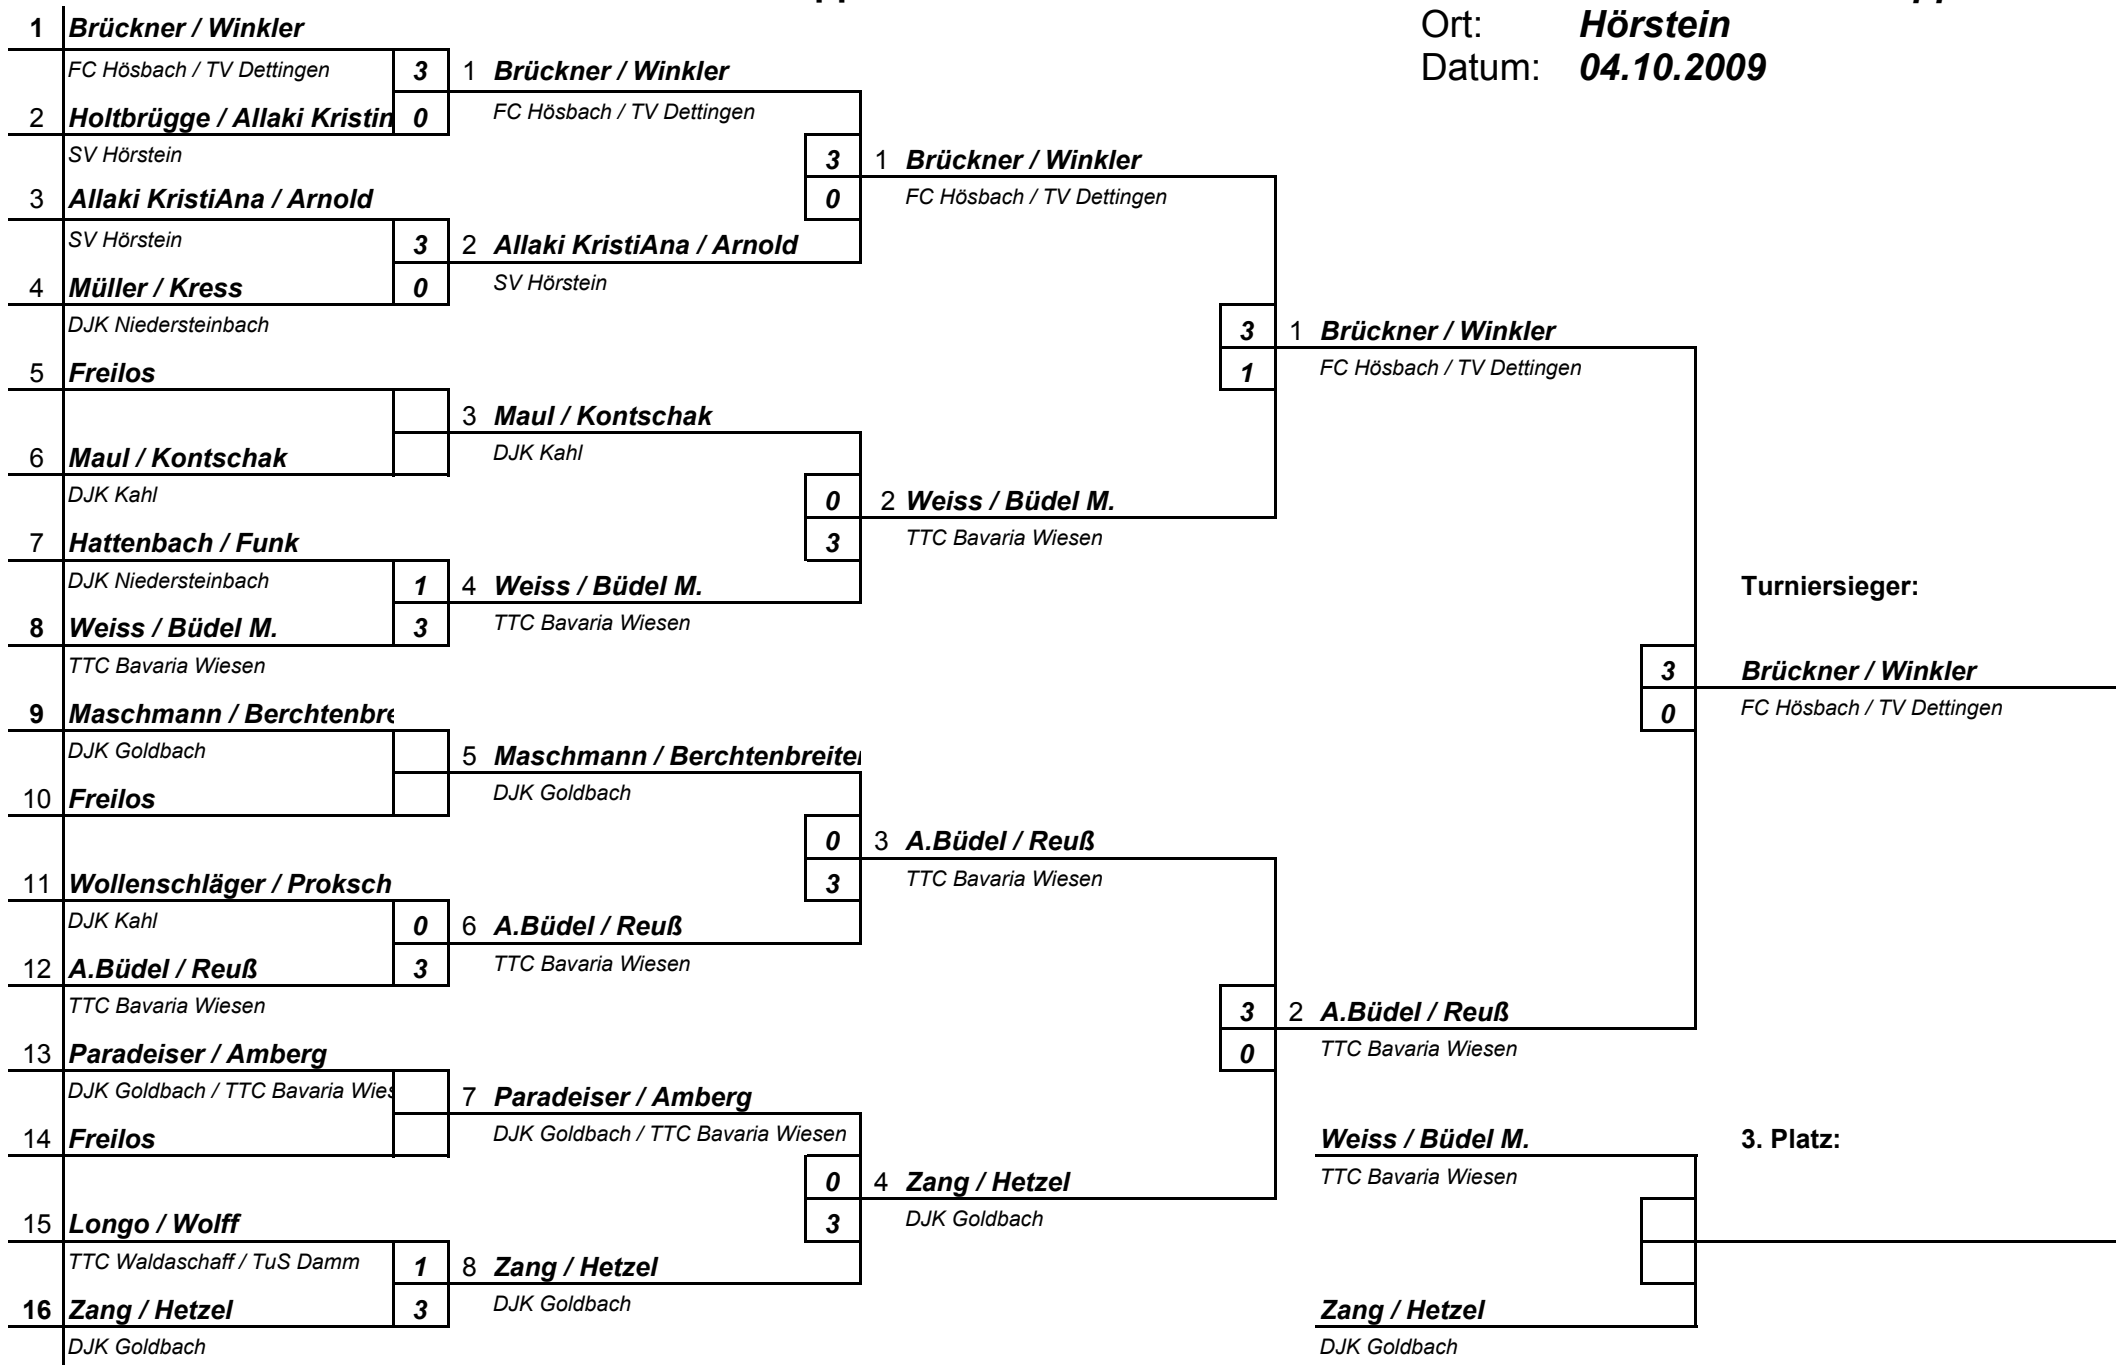 Ort: Hörstein
Datum: 04.10.2009
1 Brückner / Winkler
FC Hösbach / TV Dettingen 3
2 Holtbrügge / Allaki Kristin 0
SV Hörstein
3 Allaki KristiAna / Arnold
SV Hörstein 3
4 Müller / Kress 0
DJK Niedersteinbach
5 Freilos
6 Maul / Kontschak
DJK Kahl
7 Hattenbach / Funk
DJK Niedersteinbach 1
8 Weiss / Büdel M. 3
TTC Bavaria Wiesen
9 Maschmann / Berchtenbre
DJK Goldbach
10 Freilos
11 Wollenschläger / Proksch
DJK Kahl 0
12 A.Büdel / Reuß 3
TTC Bavaria Wiesen
13 Paradeiser / Amberg
DJK Goldbach / TTC Bavaria Wies
14 Freilos
15 Longo / Wolff
TTC Waldaschaff / TuS Damm 1
16 Zang / Hetzel 3
DJK Goldbach
1 Brückner / Winkler
FC Hösbach / TV Dettingen
3
0
2 Allaki KristiAna / Arnold
SV Hörstein
3 Maul / Kontschak
DJK Kahl
0
3
4 Weiss / Büdel M.
TTC Bavaria Wiesen
5 Maschmann / Berchtenbreite
DJK Goldbach
0
3
6 A.Büdel / Reuß
TTC Bavaria Wiesen
7 Paradeiser / Amberg
DJK Goldbach / TTC Bavaria Wiesen
0
3
8 Zang / Hetzel
DJK Goldbach
1 Brückner / Winkler
FC Hösbach / TV Dettingen
3
1
2 Weiss / Büdel M.
TTC Bavaria Wiesen
3 A.Büdel / Reuß
TTC Bavaria Wiesen
3
0
4 Zang / Hetzel
DJK Goldbach
1 Brückner / Winkler
FC Hösbach / TV Dettingen
3
0
2 A.Büdel / Reuß
TTC Bavaria Wiesen
Turniersieger:
Brückner / Winkler
FC Hösbach / TV Dettingen
Weiss / Büdel M.
TTC Bavaria Wiesen
3. Platz:
Zang / Hetzel
DJK Goldbach